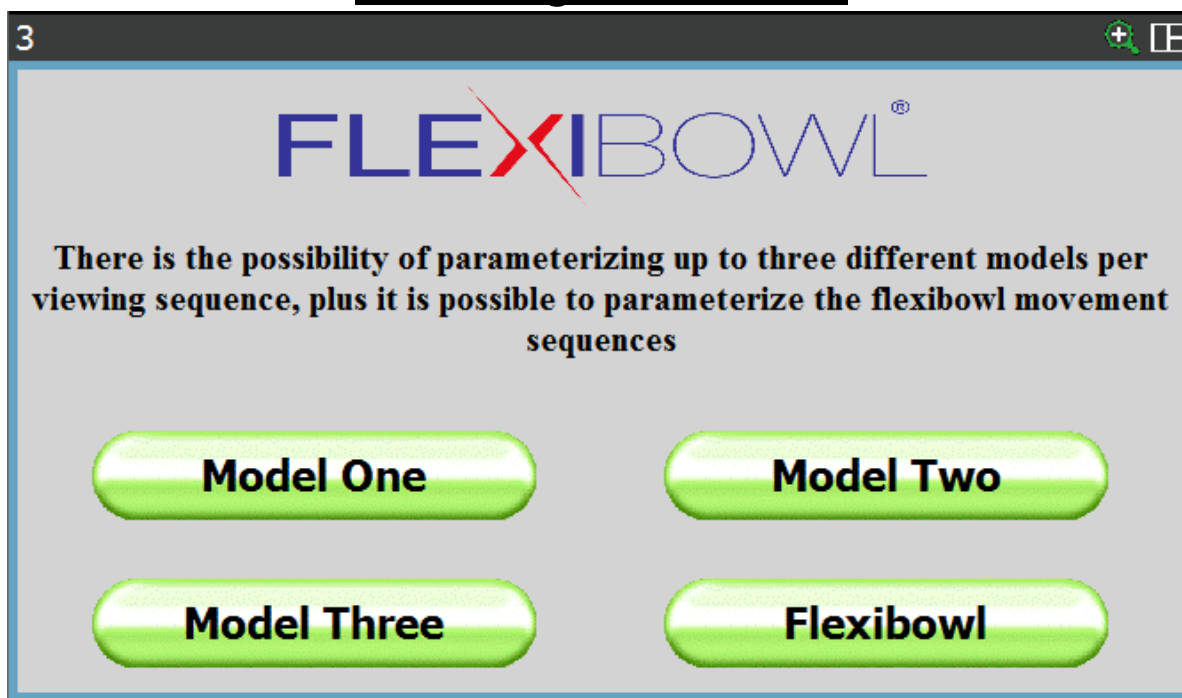 3
FLEXIBOWL®
There is the possibility of parameterizing up to three different models per
viewing sequence, plus it is possible to parameterize the flexibowl movement
sequences
Model One
Model Two
Model Three
Flexibowl